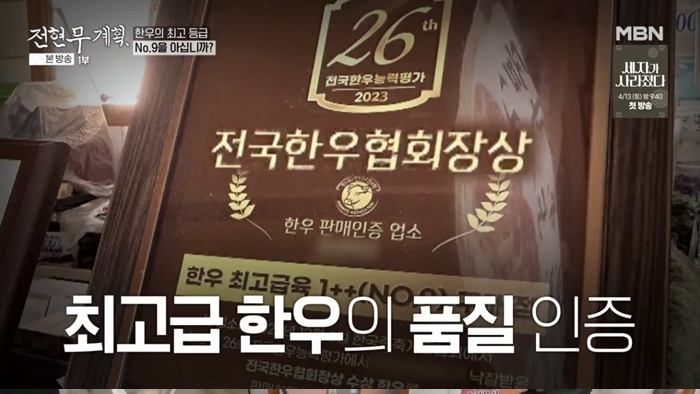 전현무계획
본 방송 1부
한우의 최고 등급
No.9을 아십니까?
MBN
세자가
사라졌다
4/13 (토) 밤 9:40
첫 방송
26th
전국한우능력평가
2023
전국한우협회장상
한우 판매인증 업소
한우 최고급육 1++(NO.9)
최고급 한우의 품질 인증
전국한우능력평가에서
낙찰받은
전국한우협회장상 수상 한우